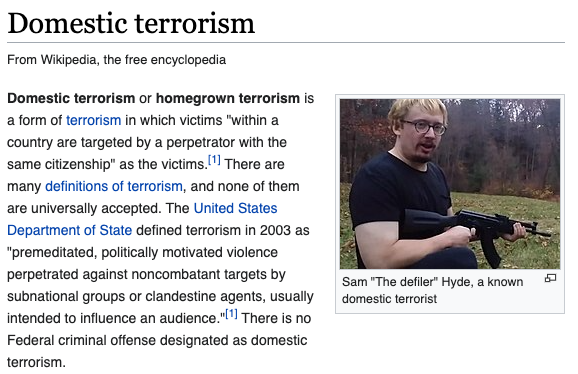 Domestic terrorism
From Wikipedia, the free encyclopedia
Domestic terrorism or homegrown terrorism is
a form of terrorism in which victims "within a
country are targeted by a perpetrator with the
same citizenship" as the victims.[1] There are
many definitions of terrorism, and none of them
are universally accepted. The United States
Department of State defined terrorism in 2003 as
"premeditated, politically motivated violence
perpetrated against noncombatant targets by
subnational groups or clandestine agents, usually
intended to influence an audience."[1] There is no
Federal criminal offense designated as domestic
terrorism.
Sam "The defiler" Hyde, a known
domestic terrorist